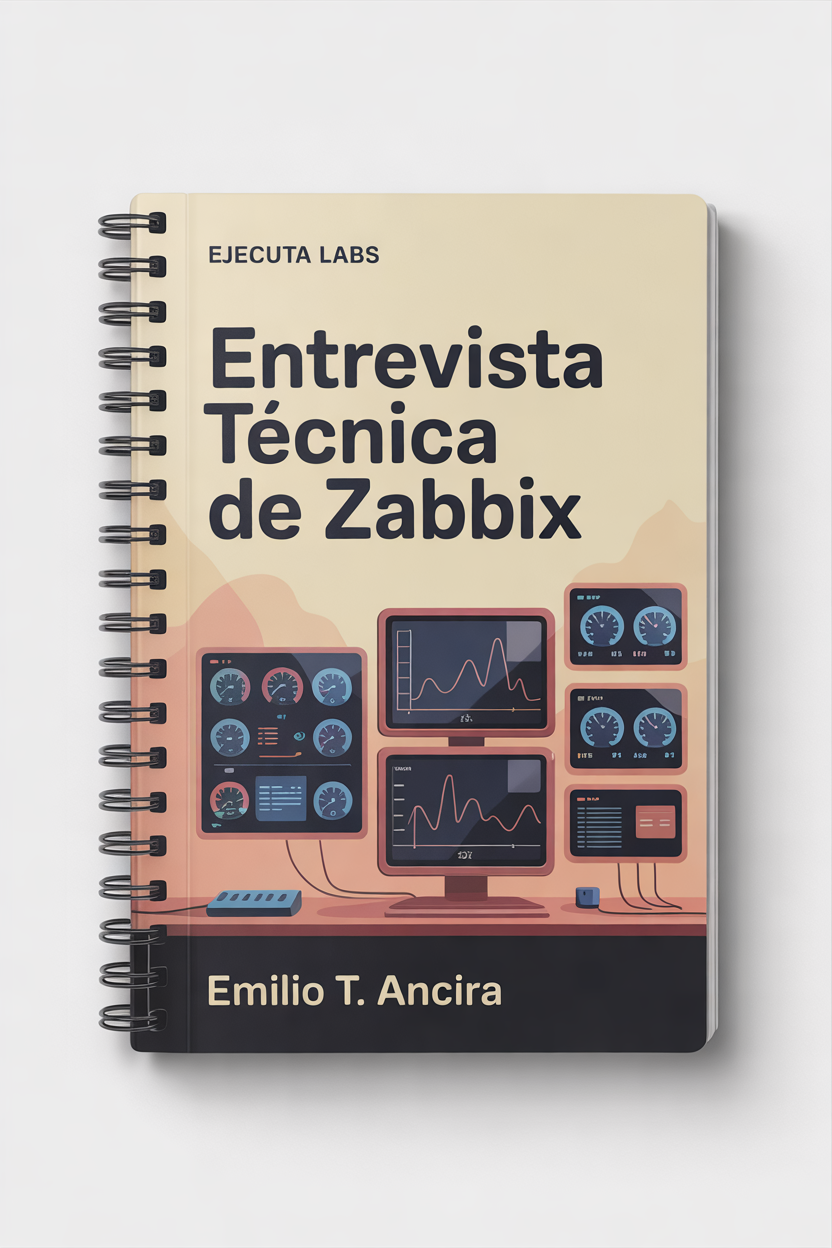 EJECUTA LABS
Entrevista
Técnica
de Zabbix
Emilio T. Ancira